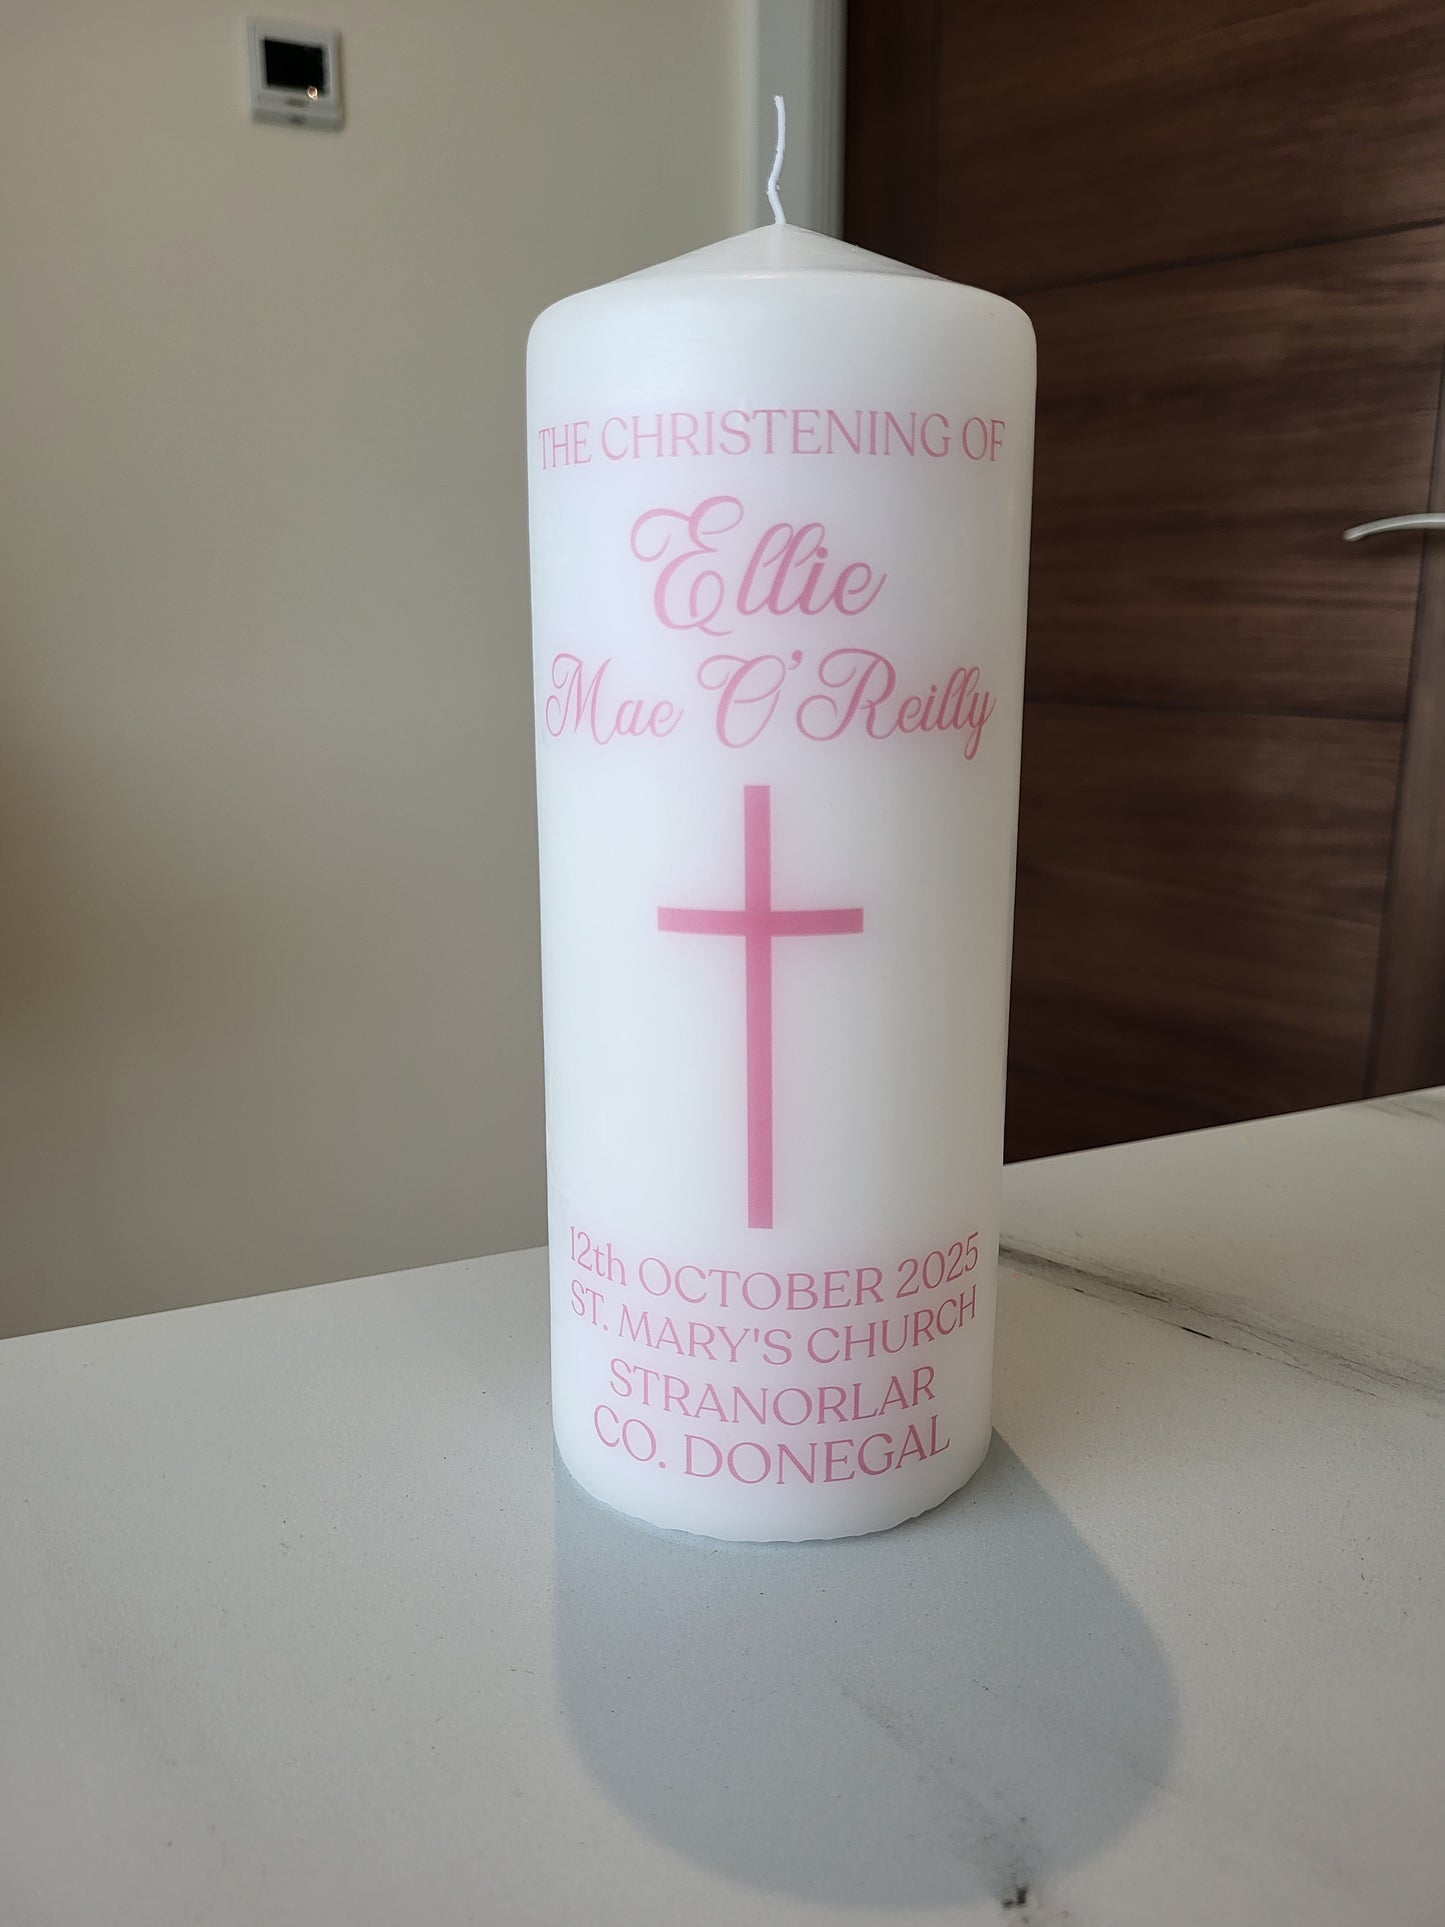 THE CHRISTENING OF
Ellie
Mae O'Reilly
12th OCTOBER 2025
ST. MARY'S CHURCH
STRANORLAR
CO. DONEGAL